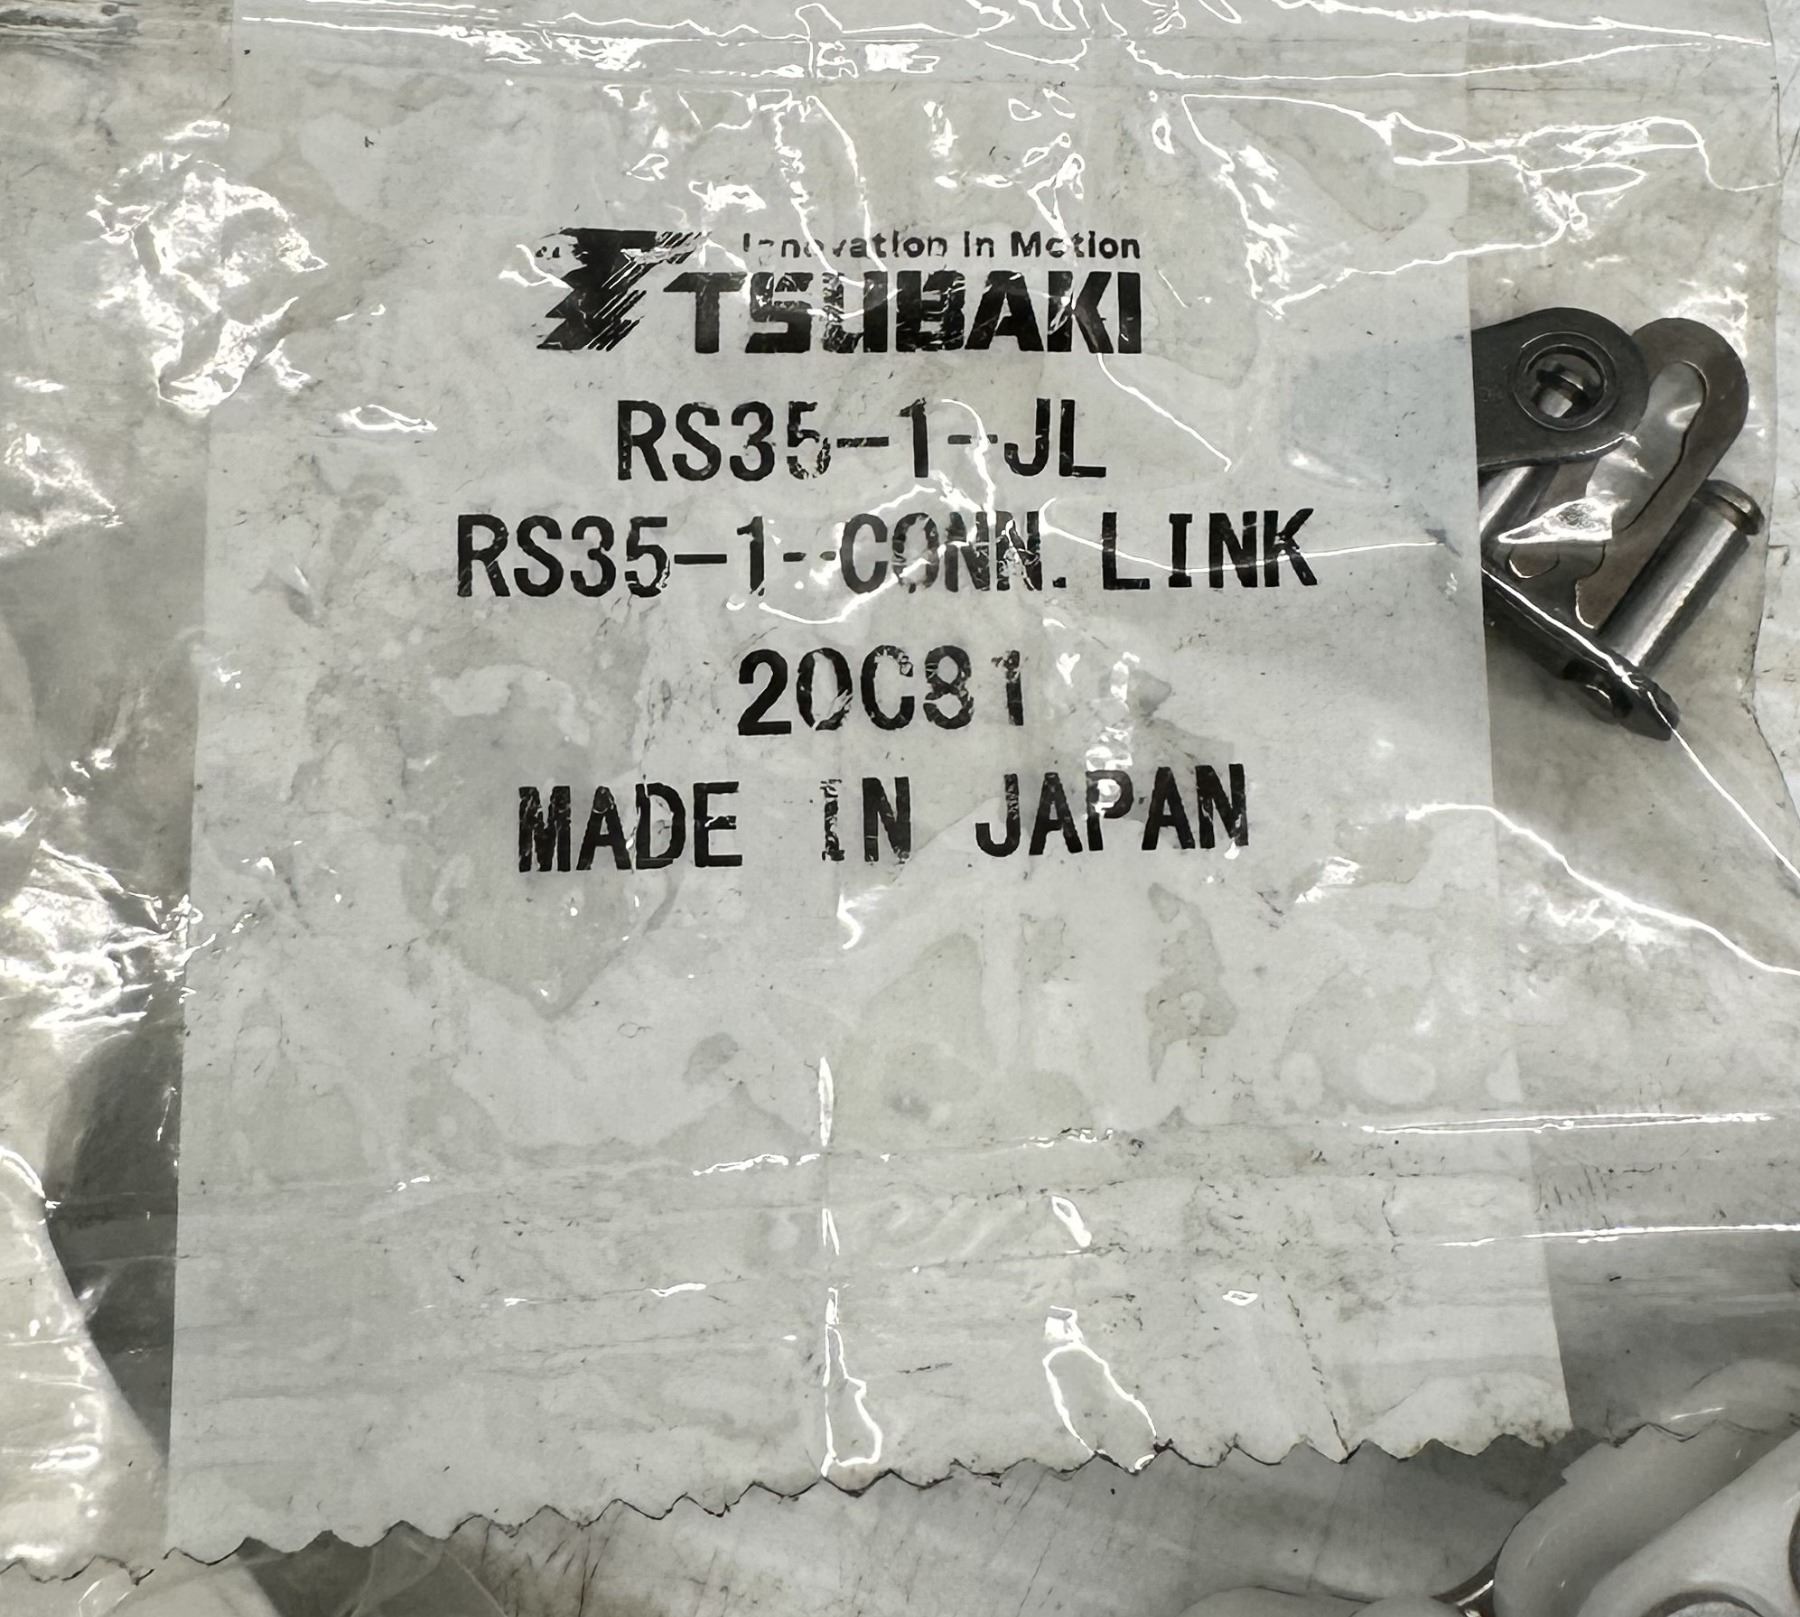 Innovation in Motion
TSUBAKI
RS35-1-JL
RS35-1-CONN.LINK
20C81
MADE IN JAPAN